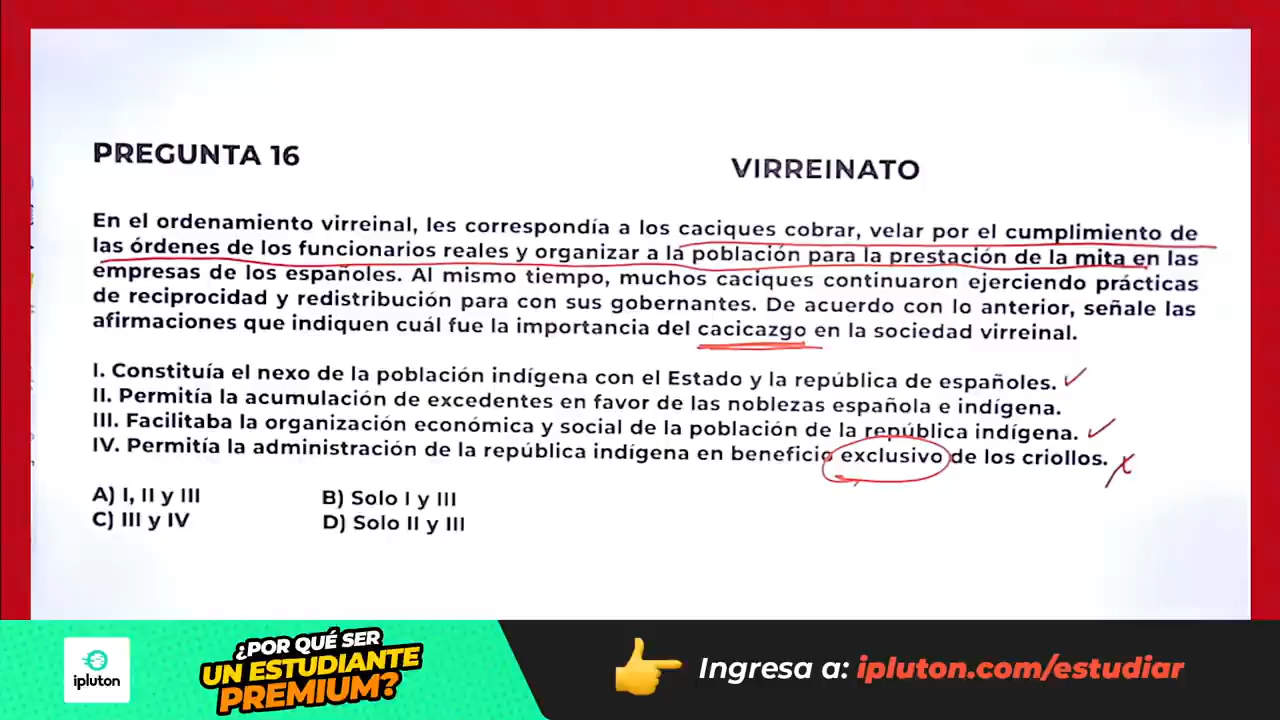 PREGUNTA 16
VIRREINATO
En el ordenamiento virreinal, les correspondía a los caciques cobrar, velar por el cumplimiento de
las órdenes de los funcionarios reales y organizar a la población para la prestación de la mita en las
empresas de los españoles. Al mismo tiempo, muchos caciques continuaron ejerciendo prácticas
de reciprocidad y redistribución para con sus gobernantes. De acuerdo con lo anterior, señale las
afirmaciones que indiquen cuál fue la importancia del cacicazgo en la sociedad virreinal.
I. Constituía el nexo de la población indígena con el Estado y la república de españoles.
II. Permitía la acumulación de excedentes en favor de las noblezas española e indígena.
III. Facilitaba la organización económica y social de la población de la república indígena.
IV. Permitía la administración de la república indígena en beneficio exclusivo de los criollos.
A) I, II y III
B) Solo I y III
C) III y IV
D) Solo II y III
ipluton
¿POR QUÉ SER
UN ESTUDIANTE
PREMIUM?
Ingresa a: ipluton.com/estudiar